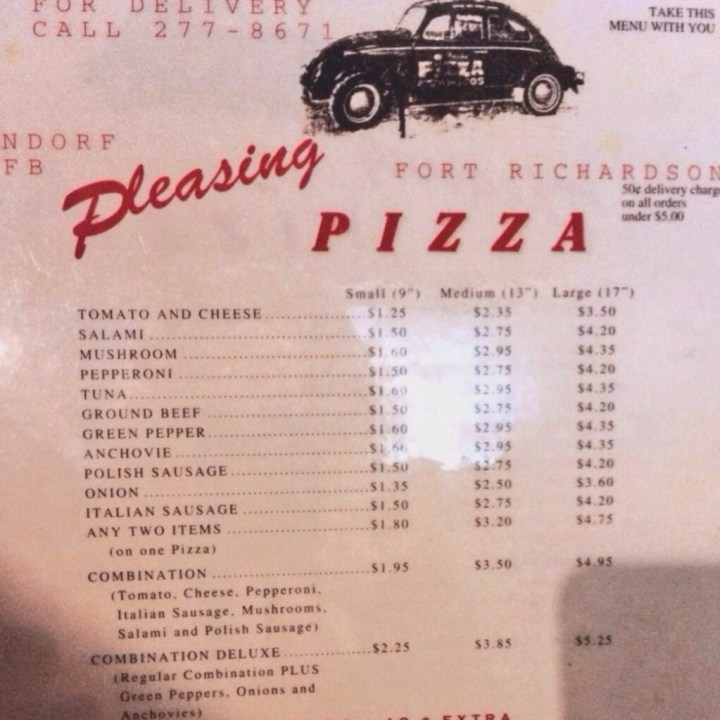 FOR DELIVERY
CALL 277-8671
TAKE THIS
MENU WITH YOU
PIZZA
NDORF
FB
FORT RICHARDSON
50¢ delivery charge
on all orders
under $5.00
Pleasing
PIZZA
Small (9") Medium (13") Large (17")
TOMATO AND CHEESE $1.25 $2.35 $3.50
SALAMI $1.50 $2.75 $4.20
MUSHROOM $1.60 $2.95 $4.35
PEPPERONI $1.50 $2.75 $4.20
TUNA $1.60 $2.95 $4.35
GROUND BEEF $1.50 $2.75 $4.20
GREEN PEPPER $1.60 $2.95 $4.35
ANCHOVIE $1.60 $2.95 $4.35
POLISH SAUSAGE $1.50 $2.75 $4.20
ONION $1.35 $2.50 $3.60
ITALIAN SAUSAGE $1.50 $2.75 $4.20
ANY TWO ITEMS $1.80 $3.20 $4.75
(on one Pizza)
COMBINATION $1.95 $3.50 $4.95
(Tomato, Cheese, Pepperoni,
Italian Sausage, Mushrooms,
Salami and Polish Sausage)
COMBINATION DELUXE $2.25 $3.85 $5.25
(Regular Combination PLUS
Green Peppers, Onions and
Anchovies)
EXTRA